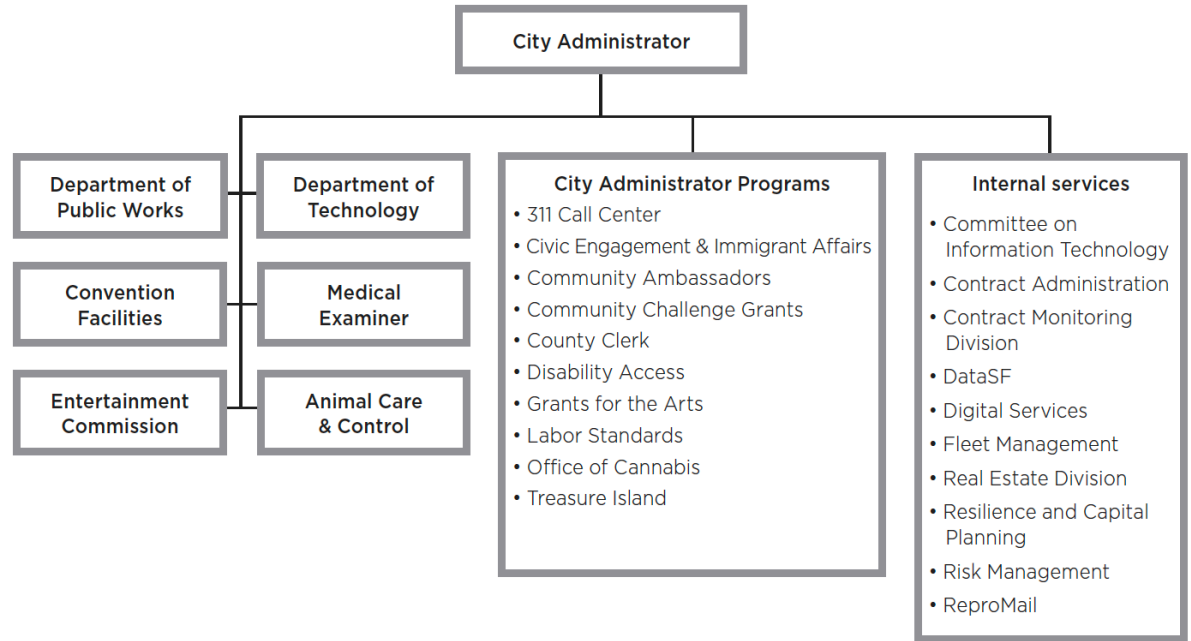 City Administrator
Department of
Public Works
Department of
Technology
Convention
Facilities
Medical
Examiner
Entertainment
Commission
Animal Care
& Control
City Administrator Programs
• 311 Call Center
• Civic Engagement & Immigrant Affairs
• Community Ambassadors
• Community Challenge Grants
• County Clerk
• Disability Access
• Grants for the Arts
• Labor Standards
• Office of Cannabis
• Treasure Island
Internal services
• Committee on
Information Technology
• Contract Administration
• Contract Monitoring
Division
• DataSF
• Digital Services
• Fleet Management
• Real Estate Division
• Resilience and Capital
Planning
• Risk Management
• ReproMail